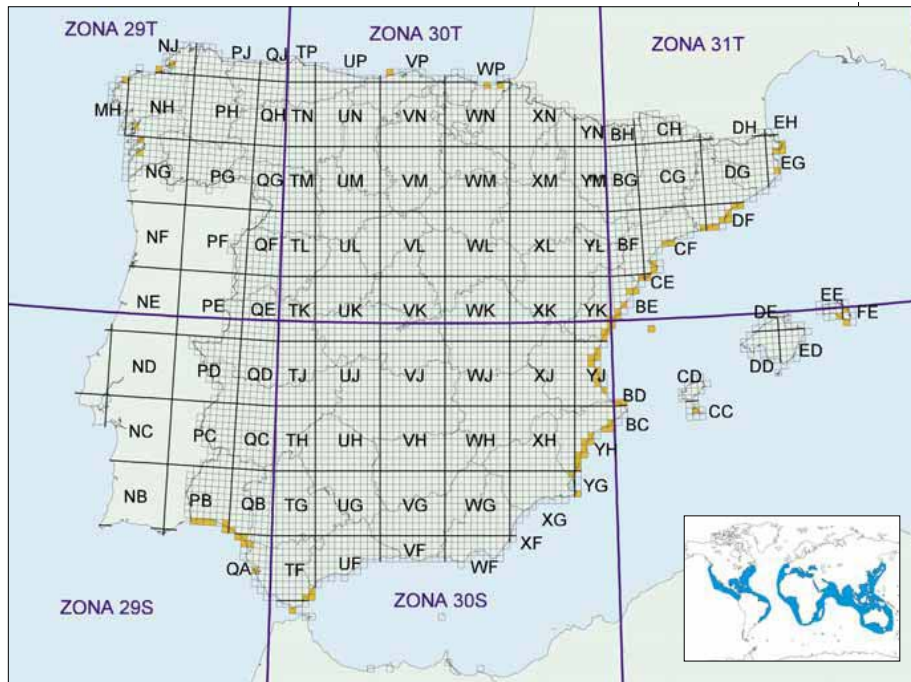 ZONA 29T ZONA 30T ZONA 31T
NJ PJ QJ TP UP VP WP
MH NH PH QH TN UN VN WN XN YN BH CH DH EH
NG PG QG TM UM VM WM XM YM BG CG DG EG
NF PF QF TL UL VL WL XL YL BF CF DF
NE PE QE TK UK VK WK XK YK BE CE DE EE FE
ND PD QD TJ UJ VJ WJ XJ YJ BD CD DD ED
NC PC QC TH UH VH WH XH YH BC CC
NB PB QB TG UG VG WG XG YG
QA TF UF VF WF XF
ZONA 29S ZONA 30S